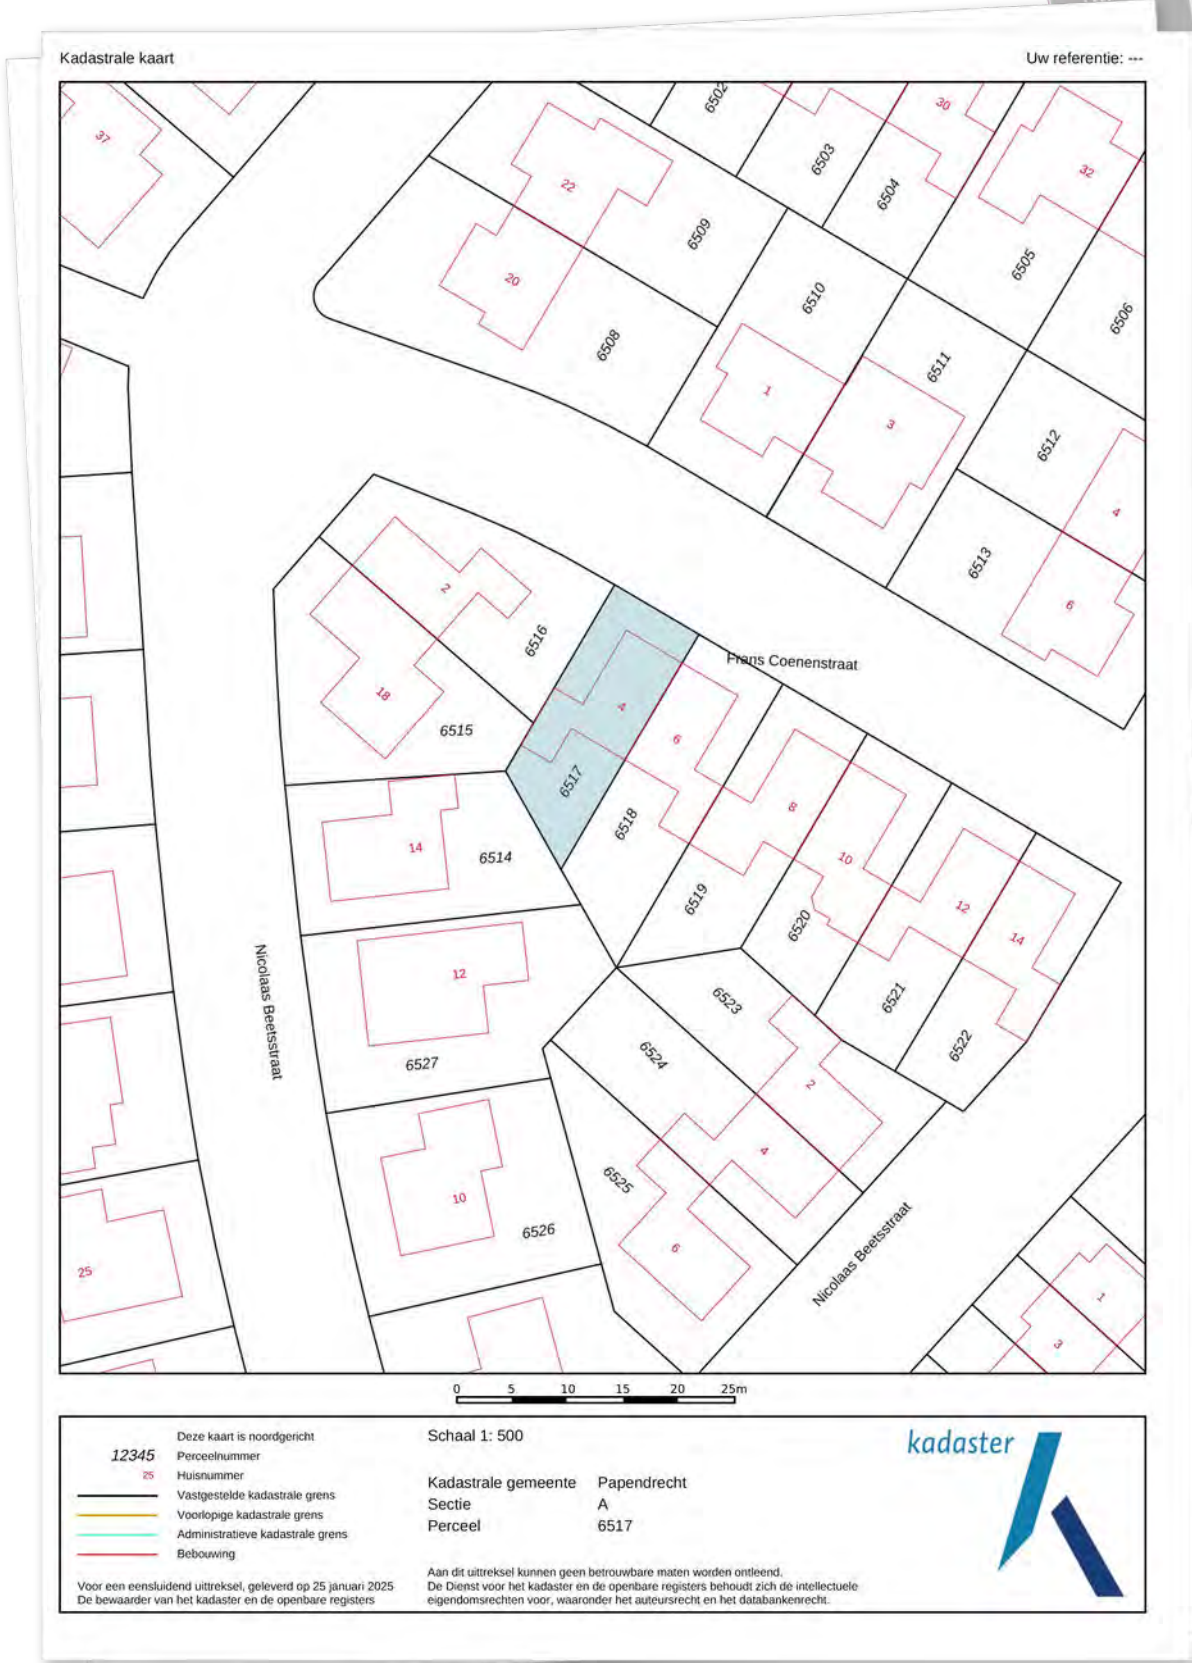 Kadastrale kaart
Uw referentie: ---
37
22
20
6502
6503
6504
30
32
6509
6505
6510
6508
6506
6511
1
3
6512
4
6513
6
2
6516
Frans Coenenstraat
18
4
6515
6
6517
6518
8
14
6514
10
6519
12
6520
14
12
Nicolaas Beetsstraat
6523
6521
6522
6527
6524
2
4
6525
10
6526
6
Nicolaas Beetsstraat
25
1
3
0 5 10 15 20 25m
Deze kaart is noordgericht
12345 Perceelnummer
25 Huisnummer
Vastgestelde kadastrale grens
Voorlopige kadastrale grens
Administratieve kadastrale grens
Bebouwing
Voor een eensluidend uittreksel, geleverd op 25 januari 2025
De bewaarder van het kadaster en de openbare registers
Schaal 1: 500
Kadastrale gemeente Papendrecht
Sectie A
Perceel 6517
Aan dit uittreksel kunnen geen betrouwbare maten worden ontleend.
De Dienst voor het kadaster en de openbare registers behoudt zich de intellectuele
eigendomsrechten voor, waaronder het auteursrecht en het databankenrecht.
kadaster